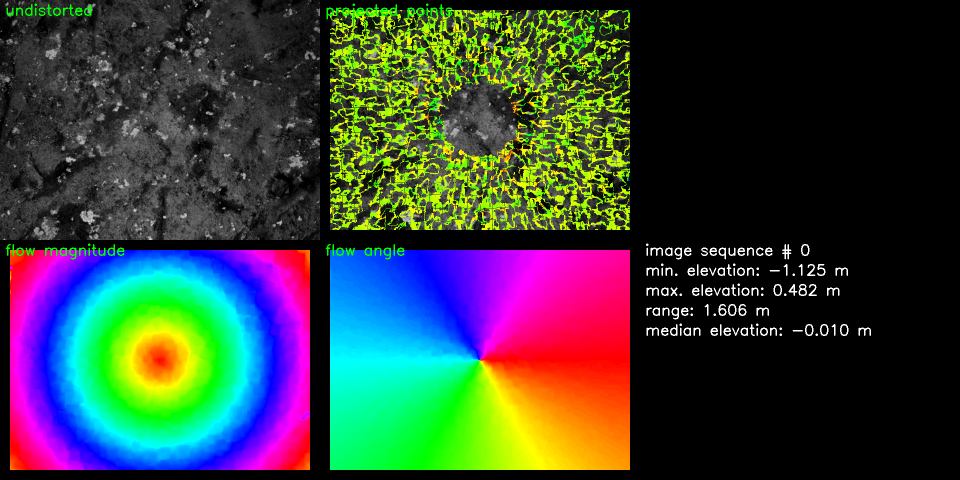 undistorted
projected points
flow magnitude
flow angle
image sequence # 0
min. elevation: −1.125 m
max. elevation: 0.482 m
range: 1.606 m
median elevation: −0.010 m